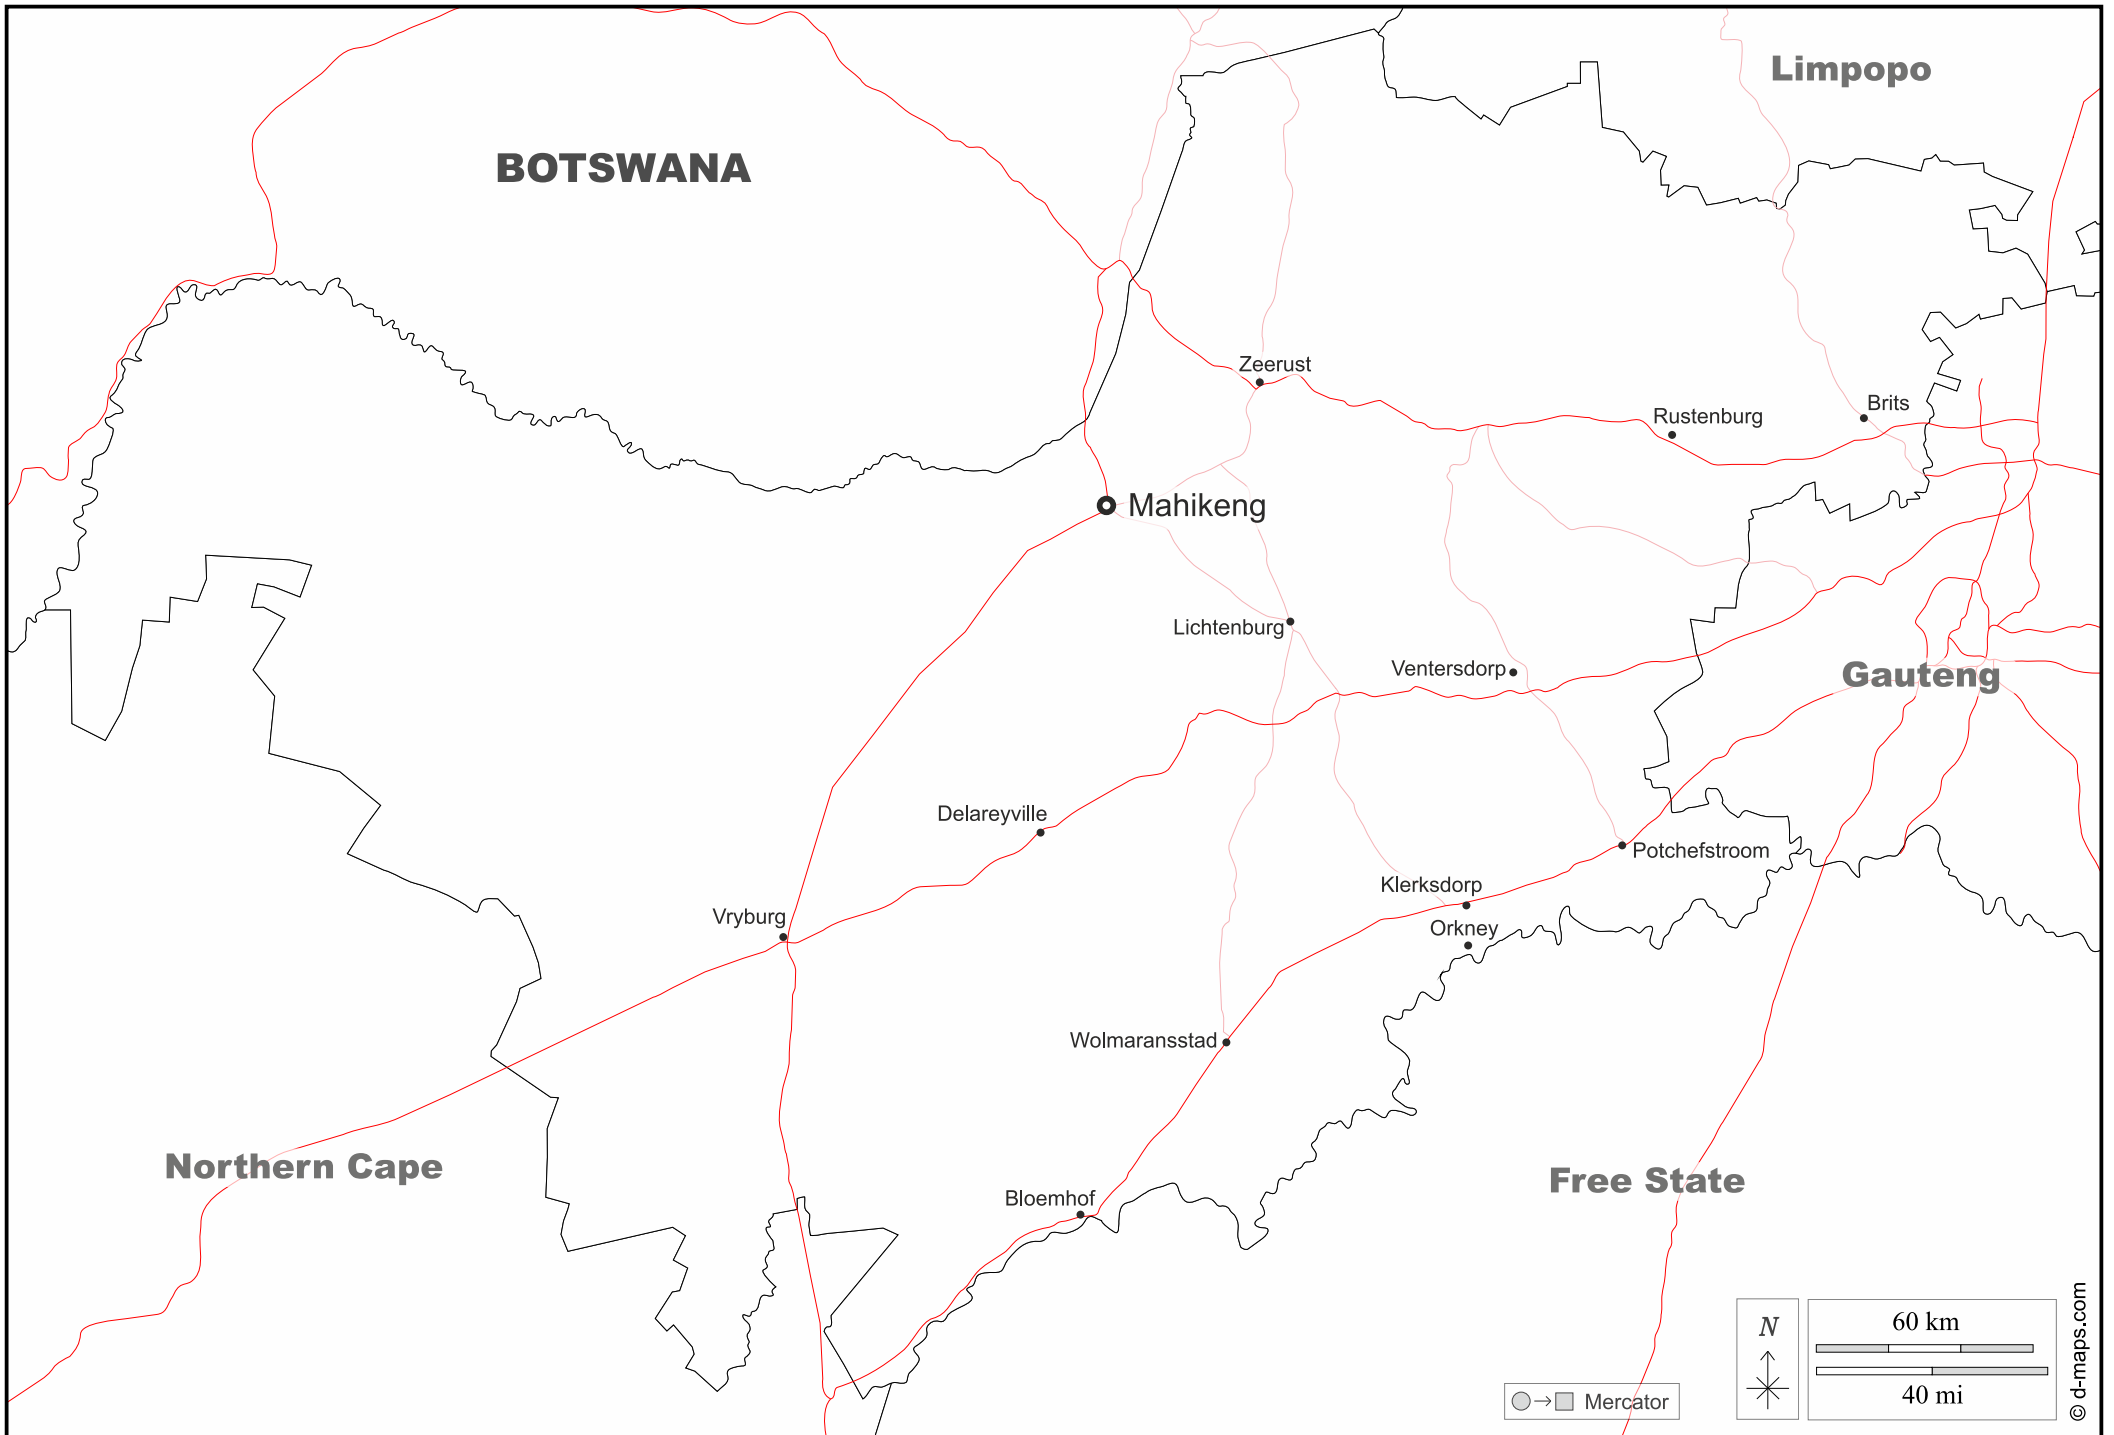 Limpopo
BOTSWANA
Zeerust
Brits
Rustenburg
Mahikeng
Lichtenburg
Ventersdorp
Gauteng
Delareyville
Potchefstroom
Klerksdorp
Vryburg
Orkney
Wolmaransstad
Northern Cape
Free State
Bloemhof
N
60 km
40 mi
Mercator
© d-maps.com